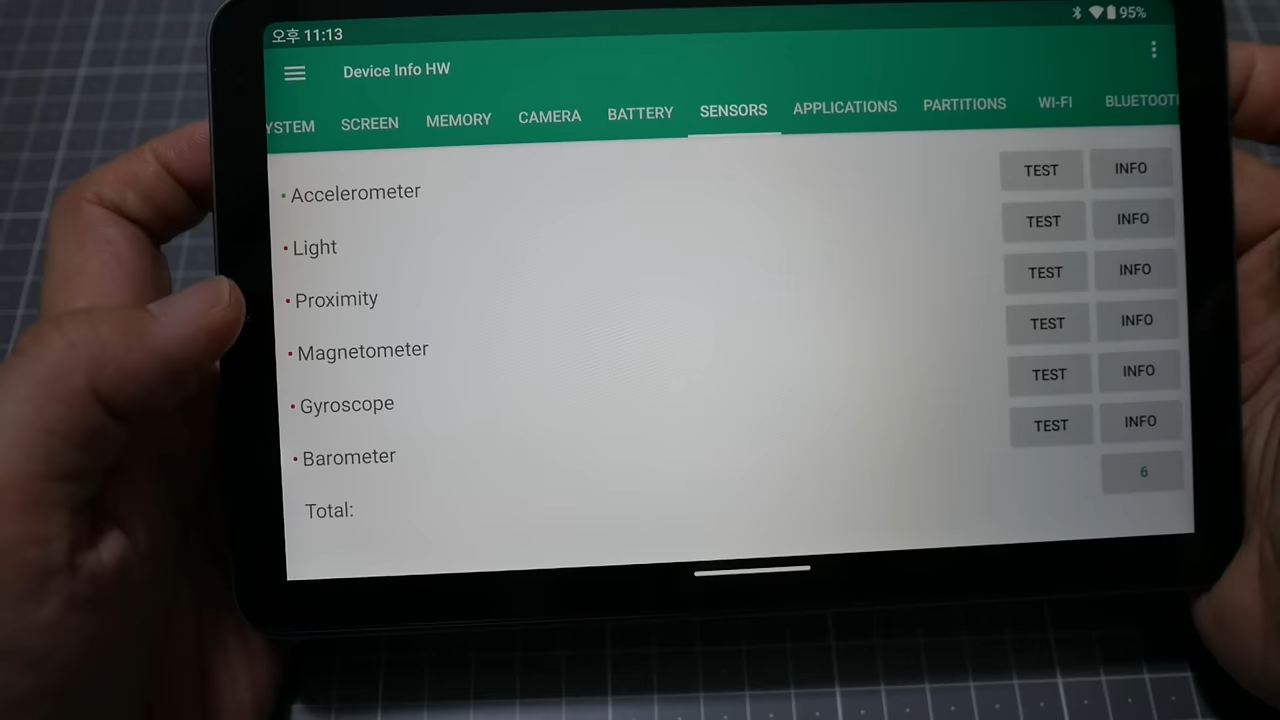 오후 11:13
95%
Device Info HW
YSTEM SCREEN MEMORY CAMERA BATTERY SENSORS APPLICATIONS PARTITIONS WI-FI BLUETOOT
• Accelerometer TEST INFO
• Light TEST INFO
• Proximity TEST INFO
• Magnetometer TEST INFO
• Gyroscope TEST INFO
• Barometer TEST INFO
Total: 6